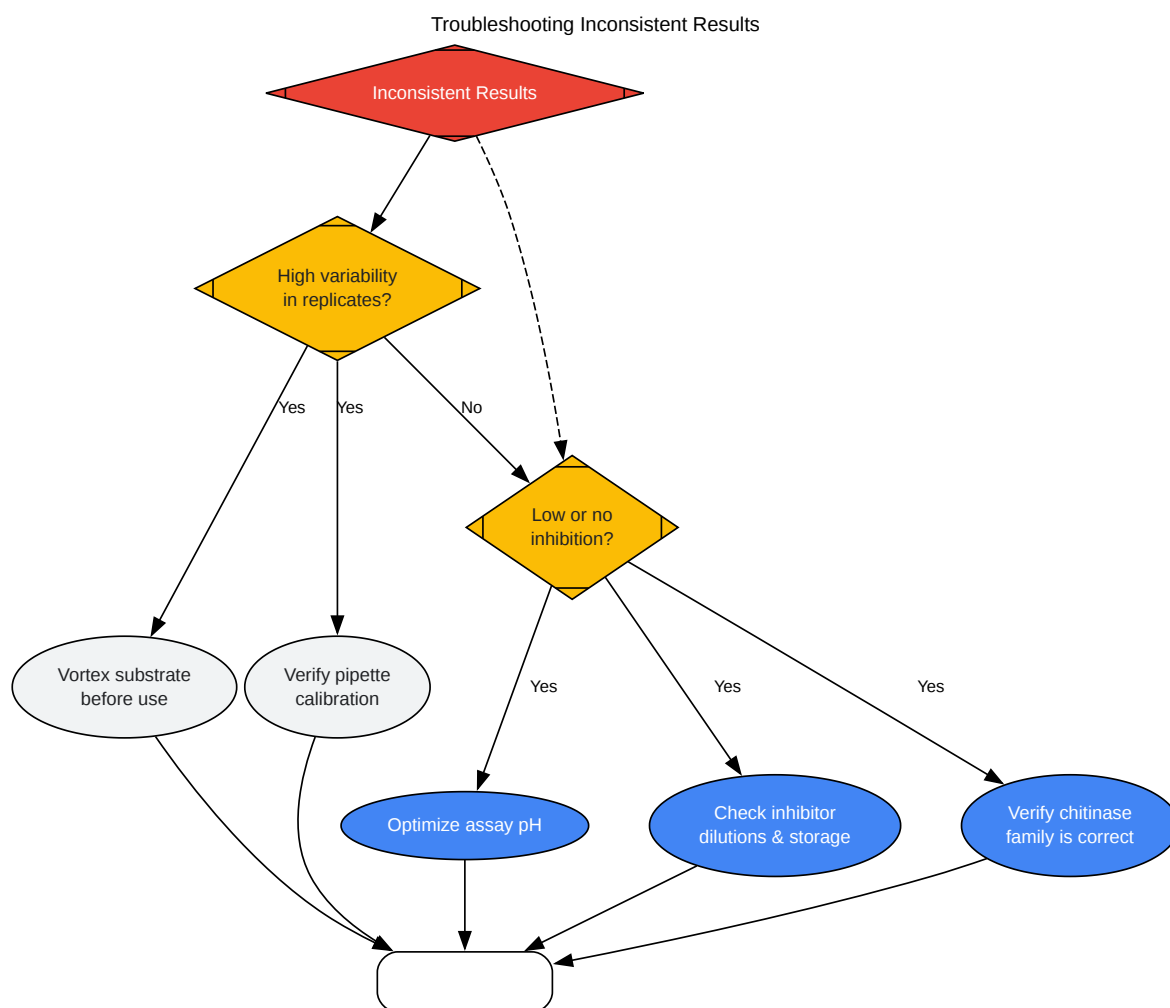 Troubleshooting Inconsistent Results
Inconsistent Results
High variability
in replicates?
Yes
Yes
No
Low or no
inhibition?
Vortex substrate
before use
Verify pipette
calibration
Yes
Yes
Yes
Optimize assay pH
Check inhibitor
dilutions & storage
Verify chitinase
family is correct